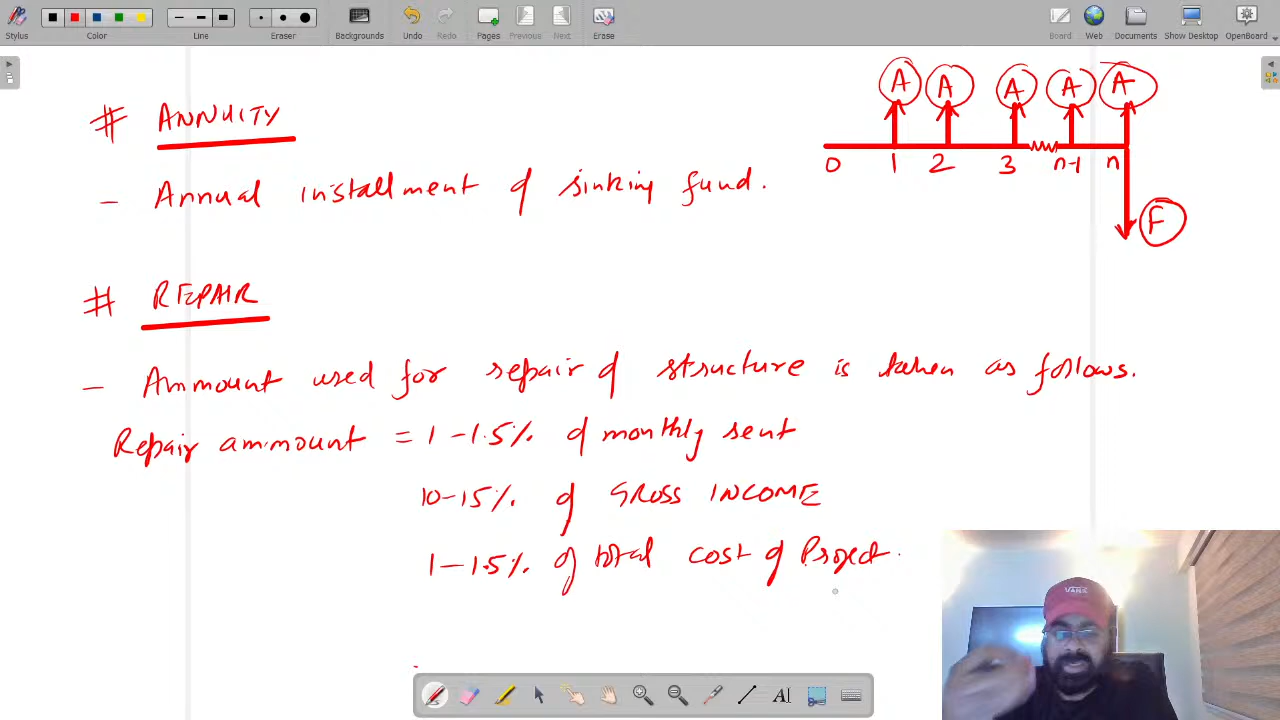 Stylus Color Line Eraser Backgrounds Undo Redo Pages Previous Next Erase Board Web Documents Show Desktop OpenBoard
# ANNUITY
- Annual installment of sinking fund.
A A A A A
0 1 2 3 n-1 n
F
# REPAIR
- Ammount used for repair of structure is taken as follows.
Repair ammount = 1-1.5% of monthly sent
10-15% of GROSS INCOME
1-1.5% of total cost of Project.
VANS